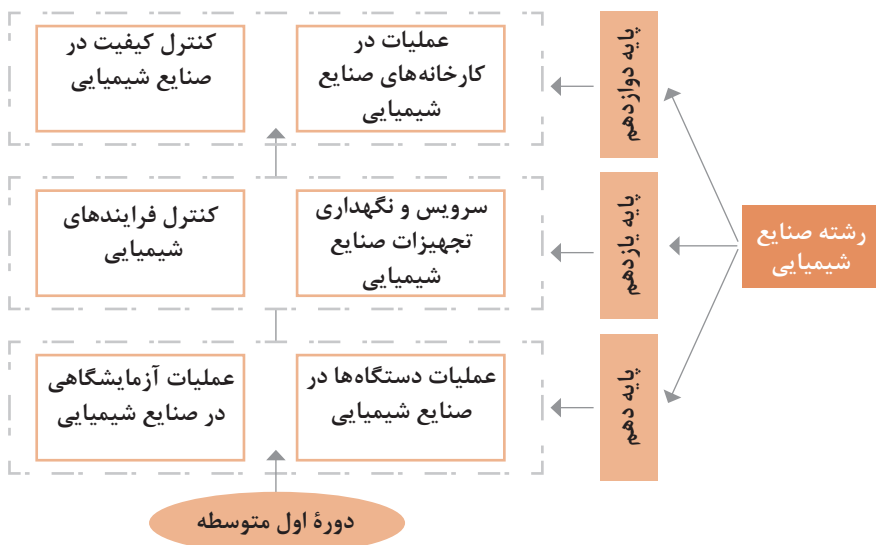 رشته صنایع
شیمیایی
پایه دوازدهم
عملیات در
کارخانه‌های صنایع
شیمیایی
کنترل کیفیت در
صنایع شیمیایی
پایه یازدهم
سرویس و نگهداری
تجهیزات صنایع
شیمیایی
کنترل فرایندهای
شیمیایی
پایه دهم
عملیات دستگاه‌ها در
صنایع شیمیایی
عملیات آزمایشگاهی
در صنایع شیمیایی
دورۀ اول متوسطه